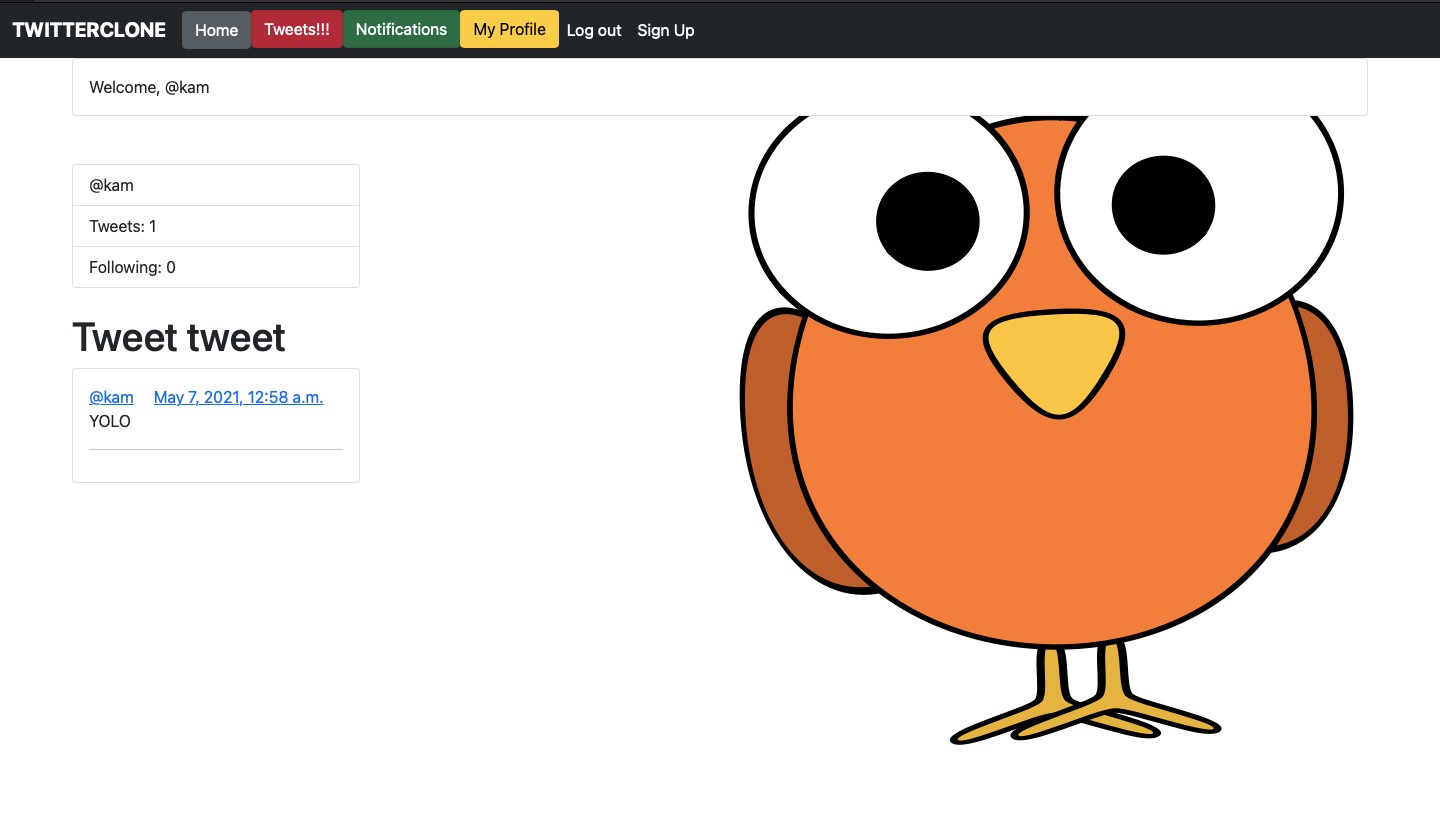 TWITTERCLONE Home Tweets!!! Notifications My Profile Log out Sign Up
Welcome, @kam
@kam
Tweets: 1
Following: 0
Tweet tweet
@kam May 7, 2021, 12:58 a.m.
YOLO